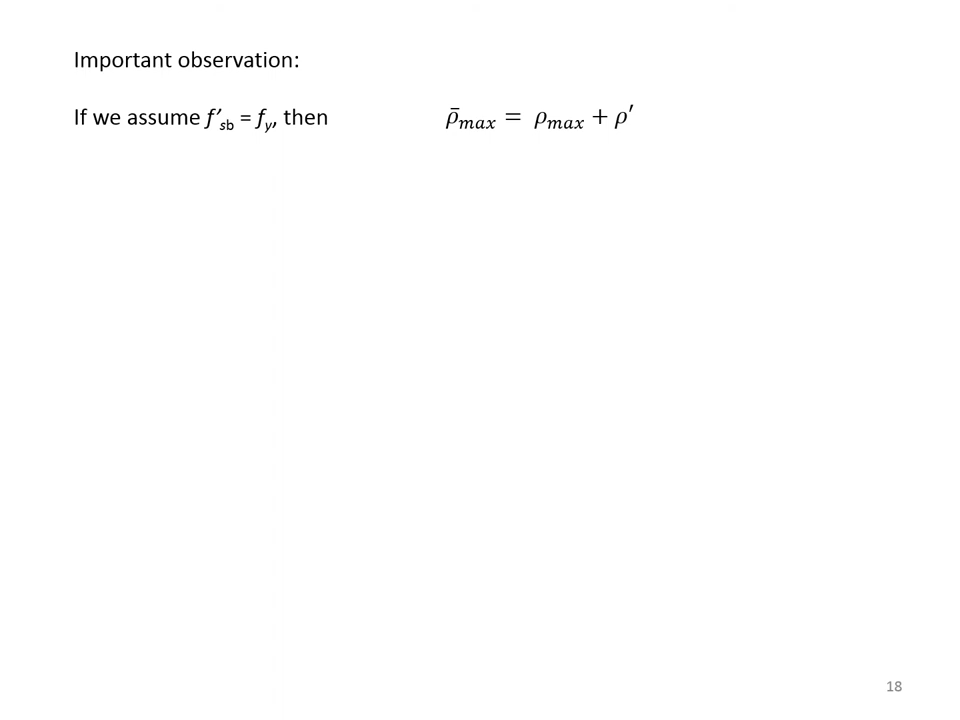 Important observation:
If we assume f’sb = fy, then ρ̄max = ρmax + ρ′
18